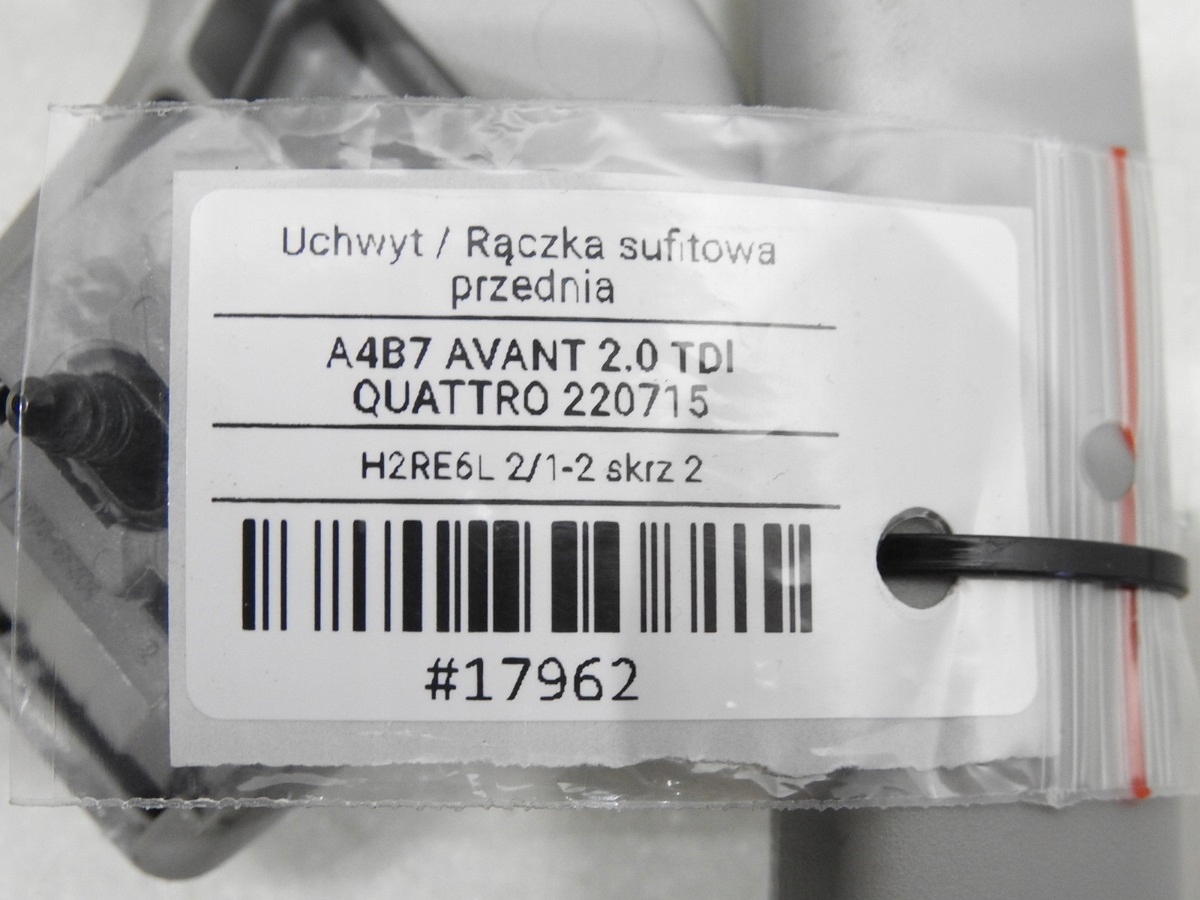 Uchwyt / Rączka sufitowa
przednia
A4B7 AVANT 2.0 TDI
QUATTRO 220715
H2RE6L 2/1-2 skrz 2
#17962